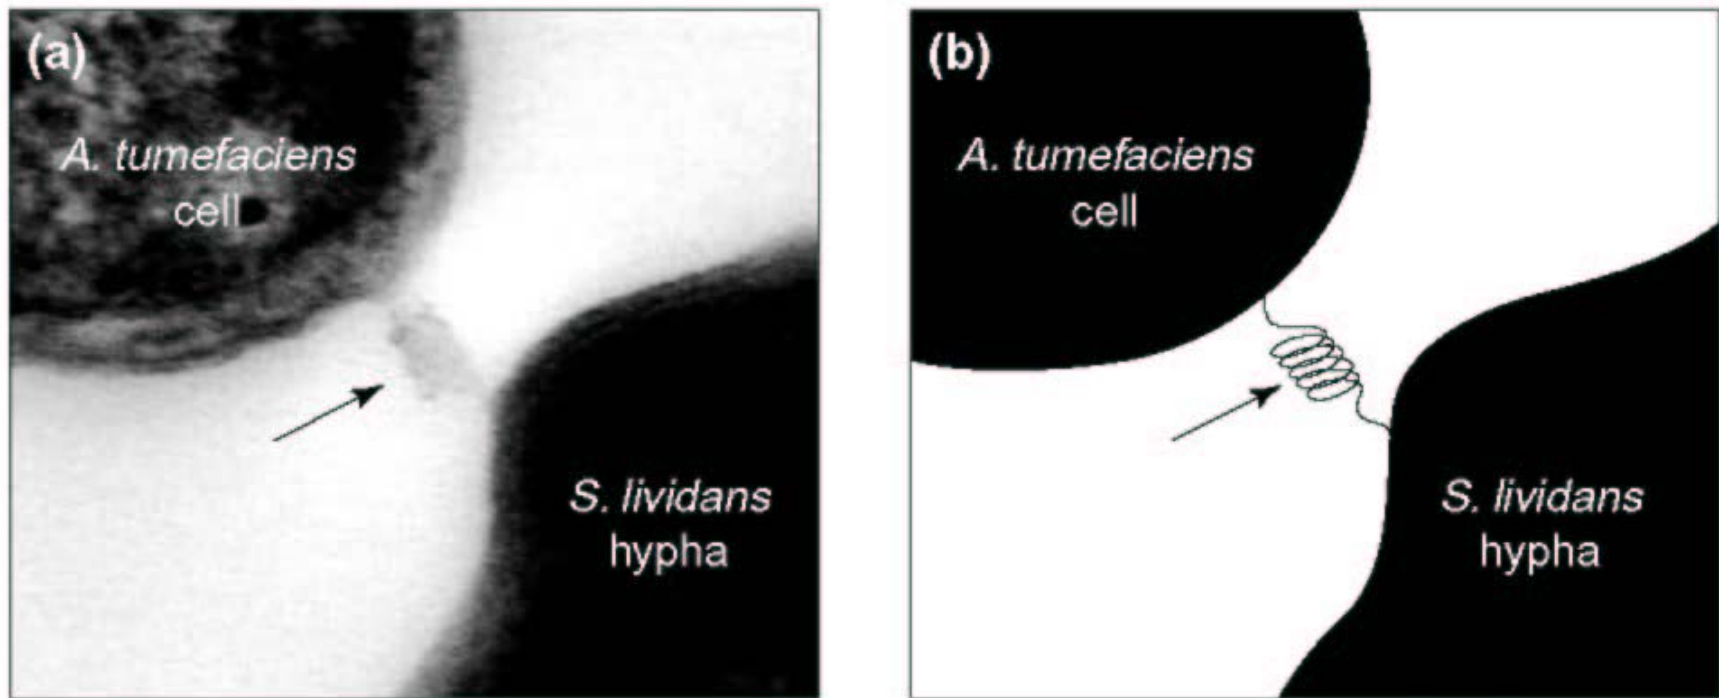 (a)
A. tumefaciens
cell
S. lividans
hypha
(b)
A. tumefaciens
cell
S. lividans
hypha